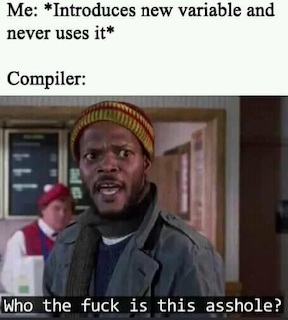 Me: *Introduces new variable and
never uses it*
Compiler:
Who the fuck is this asshole?